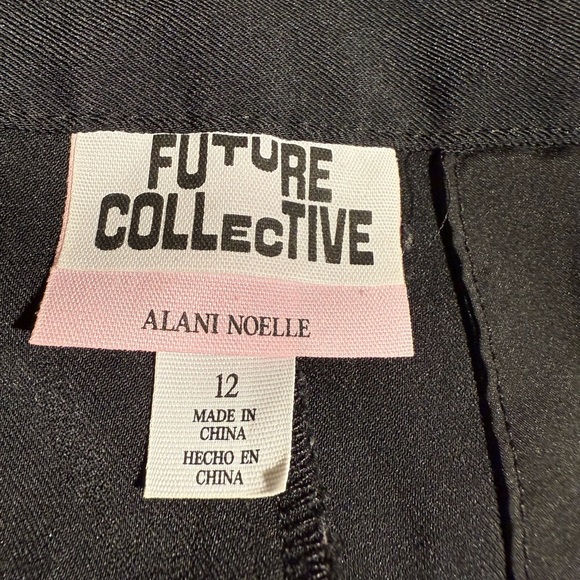 FUTURE
COLLECTIVE
ALANI NOELLE
12
MADE IN
CHINA
HECHO EN
CHINA